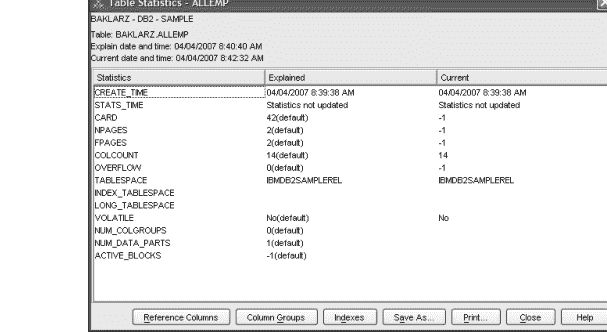 Table Statistics - ALLEMP
BAKLARZ - DB2 - SAMPLE
Table: BAKLARZ.ALLEMP
Explain date and time: 04/04/2007 8:40:40 AM
Current date and time: 04/04/2007 8:42:32 AM
Statistics Explained Current
CREATE_TIME 04/04/2007 8:39:38 AM 04/04/2007 8:39:38 AM
STATS_TIME Statistics not updated Statistics not updated
CARD 42(default) -1
NPAGES 2(default) -1
FPAGES 2(default) -1
COLCOUNT 14(default) 14
OVERFLOW 0(default) -1
TABLESPACE IBMDB2SAMPLEREL IBMDB2SAMPLEREL
INDEX_TABLESPACE
LONG_TABLESPACE
VOLATILE No(default) No
NUM_COLGROUPS 0(default)
NUM_DATA_PARTS 1(default)
ACTIVE_BLOCKS -1(default)
Reference Columns Column Groups Indexes Save As... Print... Close Help